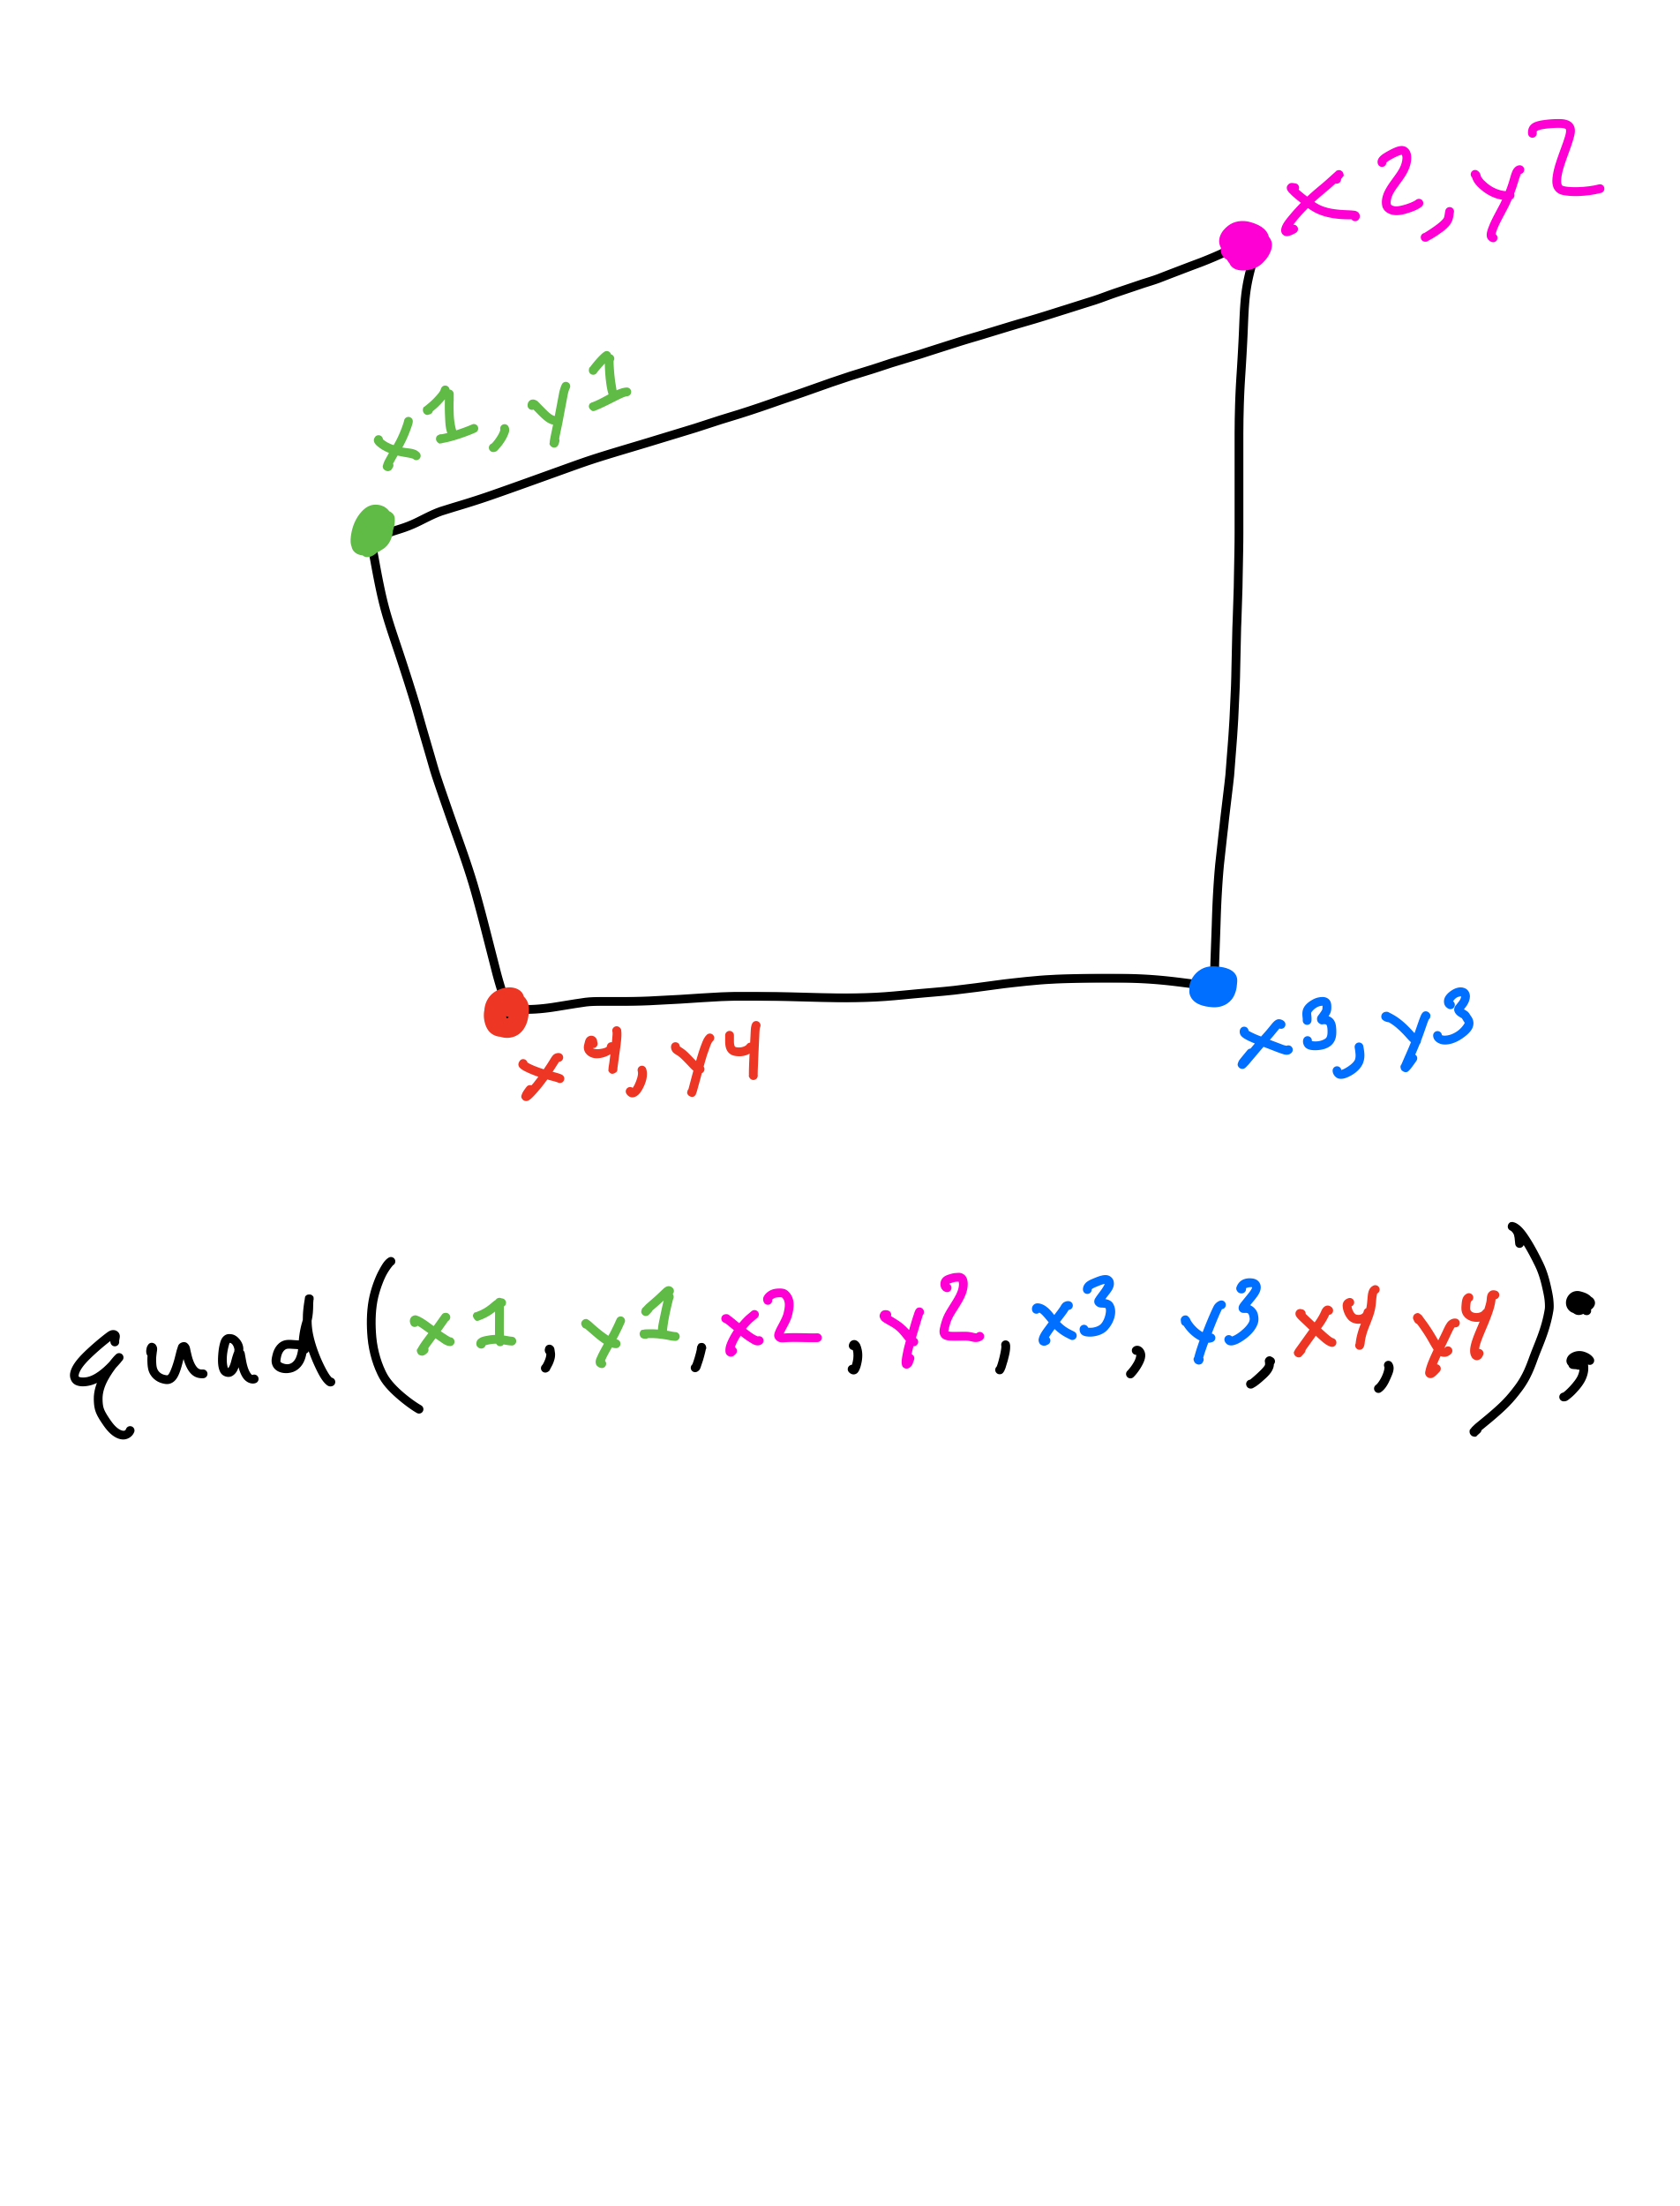 x2,y2
x1,y1
x3,y3
x4,y4
quad(x1, y1, x2, y2, x3, y3, x4, y4);